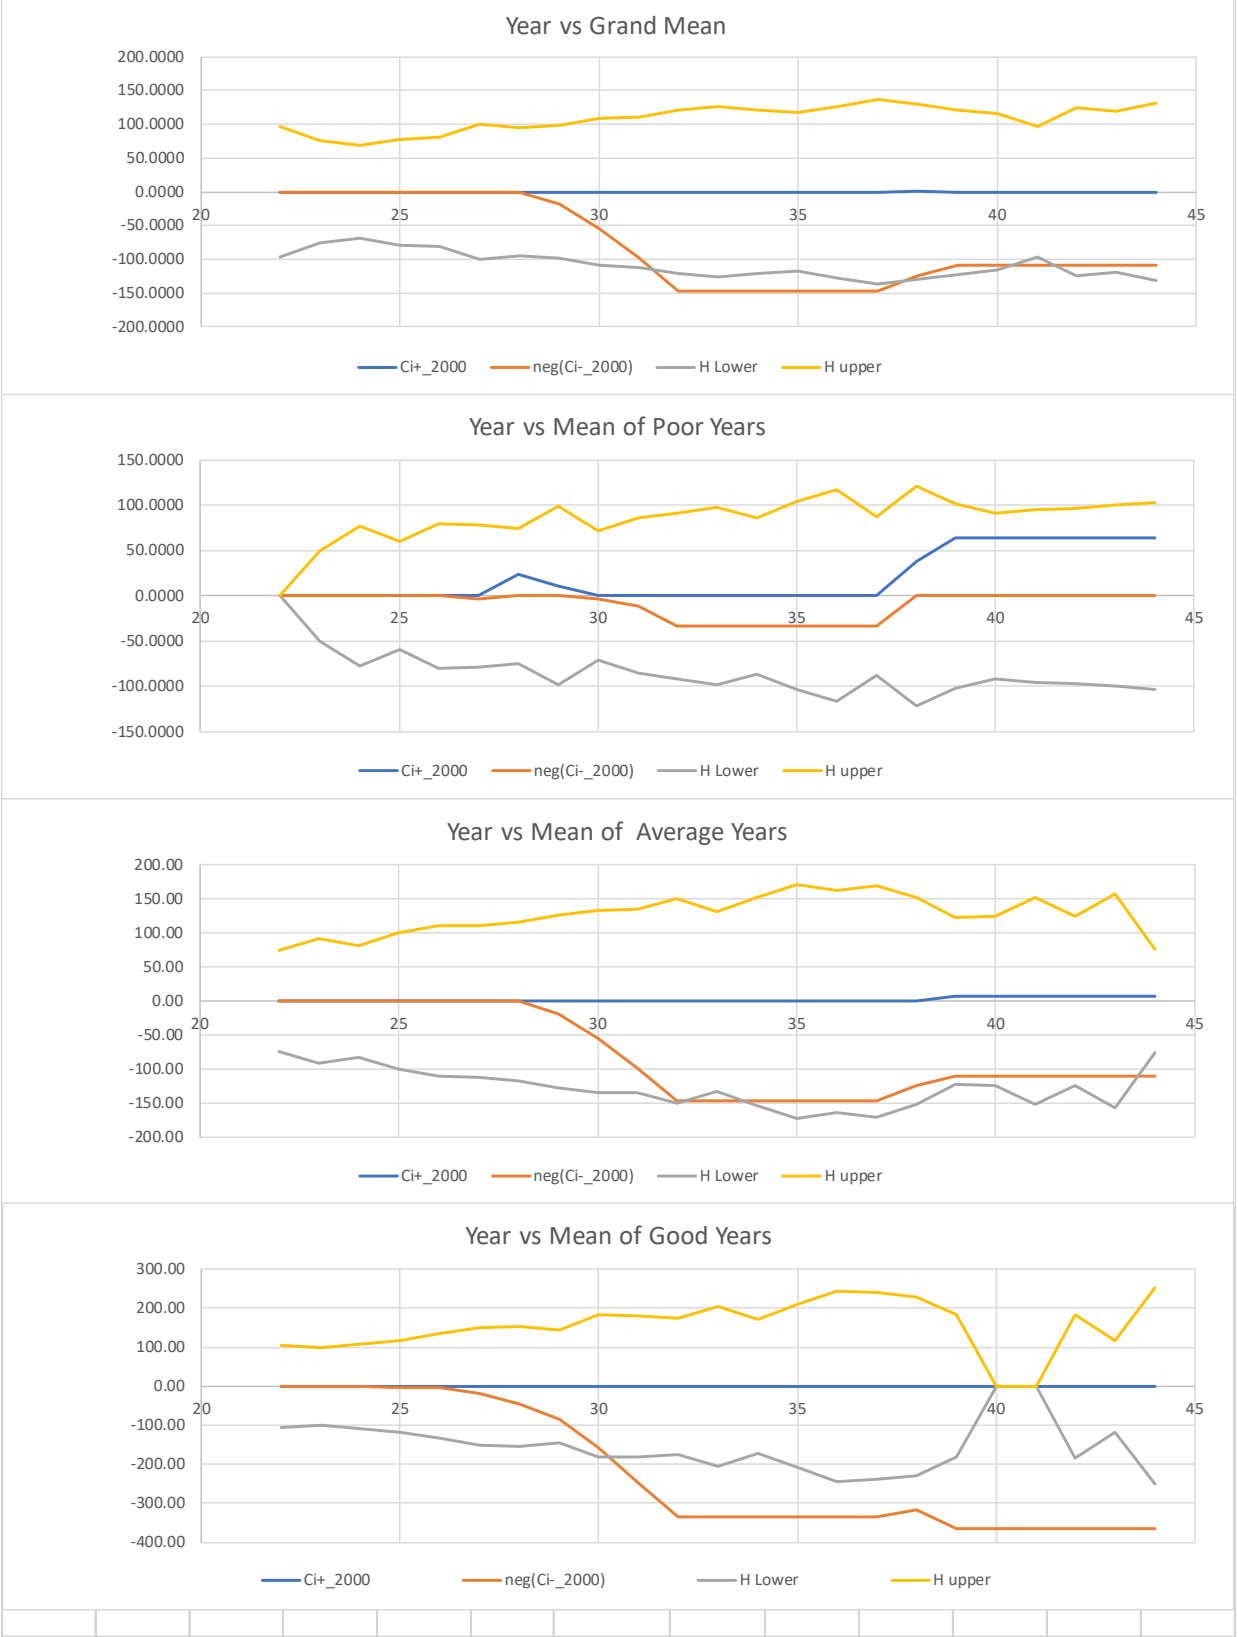 Year vs Grand Mean
200.0000
150.0000
100.0000
50.0000
0.0000
20 25 30 35 40 45
-50.0000
-100.0000
-150.0000
-200.0000
Ci+_2000 neg(Ci-_2000) H Lower H upper
Year vs Mean of Poor Years
150.0000
100.0000
50.0000
0.0000
20 25 30 35 40 45
-50.0000
-100.0000
-150.0000
Ci+_2000 neg(Ci-_2000) H Lower H upper
Year vs Mean of Average Years
200.00
150.00
100.00
50.00
0.00
20 25 30 35 40 45
-50.00
-100.00
-150.00
-200.00
Ci+_2000 neg(Ci-_2000) H Lower H upper
Year vs Mean of Good Years
300.00
200.00
100.00
0.00
20 25 30 35 40 45
-100.00
-200.00
-300.00
-400.00
Ci+_2000 neg(Ci-_2000) H Lower H upper